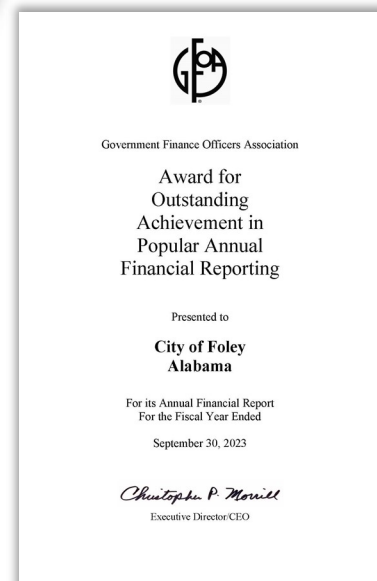 GFOA
Government Finance Officers Association
Award for
Outstanding
Achievement in
Popular Annual
Financial Reporting
Presented to
City of Foley
Alabama
For its Annual Financial Report
For the Fiscal Year Ended
September 30, 2023
Christopher P. Morrill
Executive Director/CEO